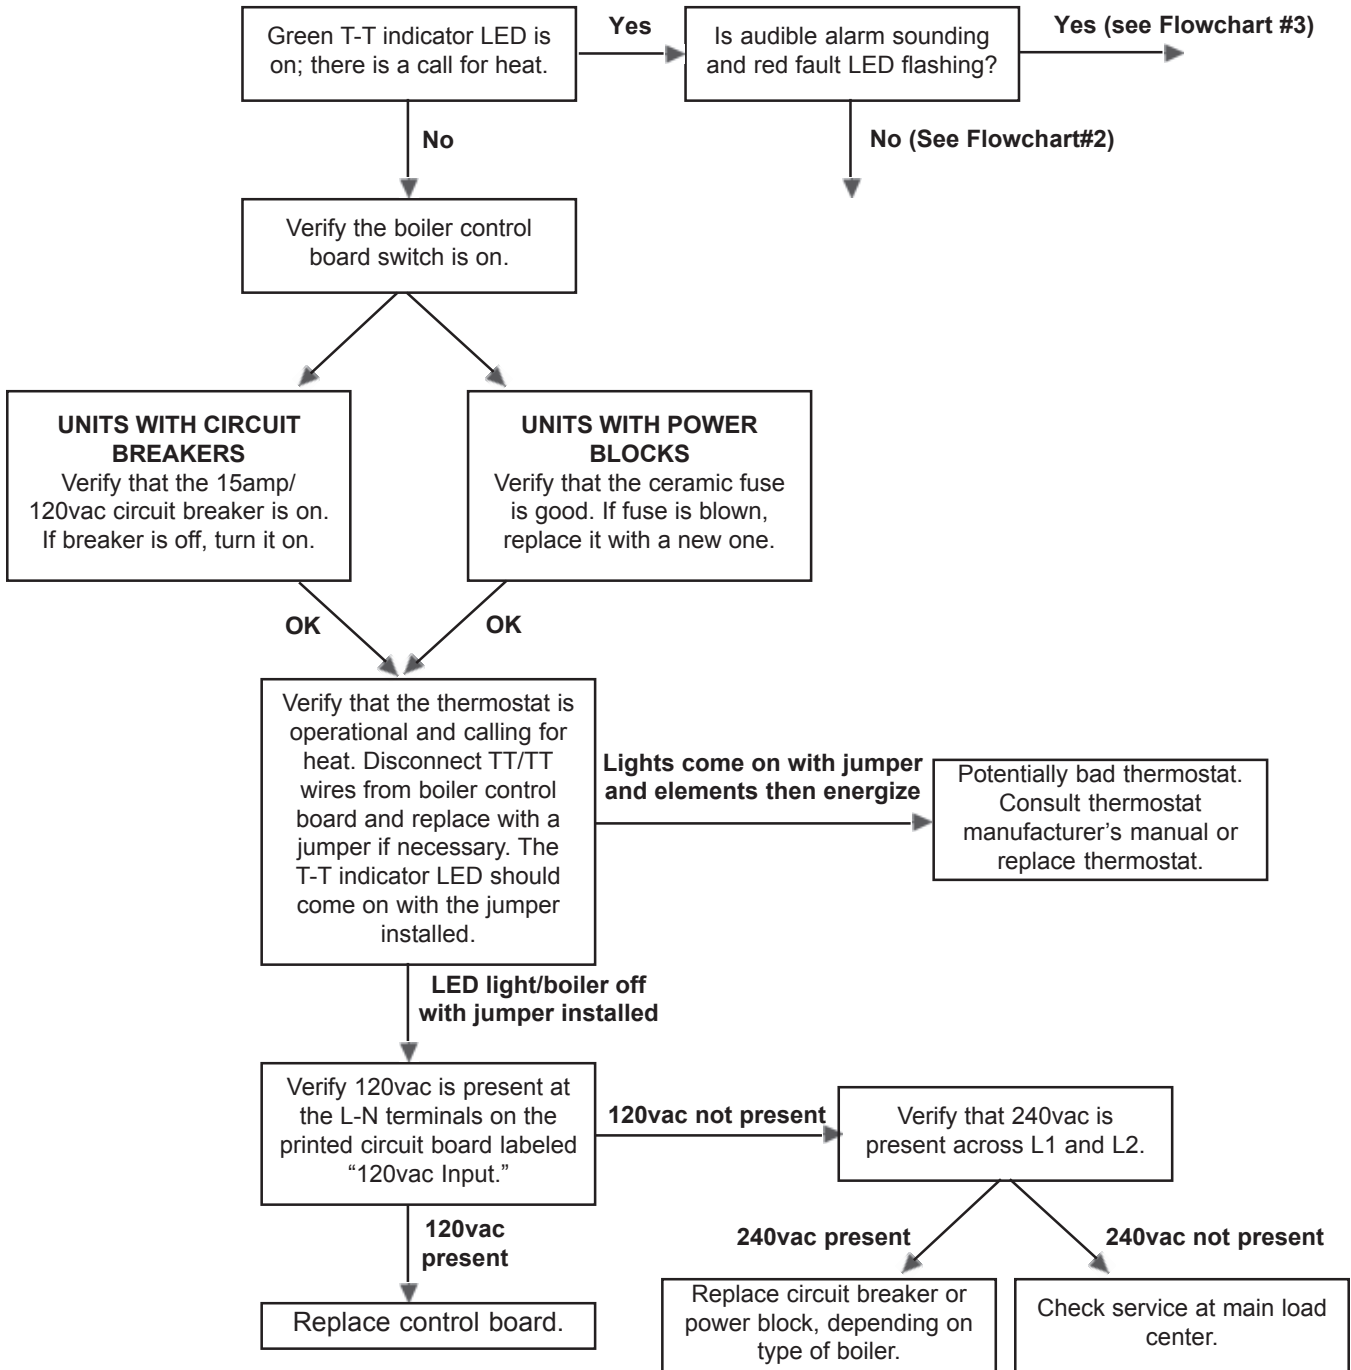 Green T-T indicator LED is
on; there is a call for heat.
Yes
Is audible alarm sounding
and red fault LED flashing?
Yes (see Flowchart #3)
No
No (See Flowchart#2)
Verify the boiler control
board switch is on.
UNITS WITH CIRCUIT
BREAKERS
Verify that the 15amp/
120vac circuit breaker is on.
If breaker is off, turn it on.
UNITS WITH POWER
BLOCKS
Verify that the ceramic fuse
is good. If fuse is blown,
replace it with a new one.
OK
OK
Verify that the thermostat is
operational and calling for
heat. Disconnect TT/TT
wires from boiler control
board and replace with a
jumper if necessary. The
T-T indicator LED should
come on with the jumper
installed.
Lights come on with jumper
and elements then energize
Potentially bad thermostat.
Consult thermostat
manufacturer’s manual or
replace thermostat.
LED light/boiler off
with jumper installed
Verify 120vac is present at
the L-N terminals on the
printed circuit board labeled
“120vac Input.”
120vac not present
Verify that 240vac is
present across L1 and L2.
120vac
present
240vac present
240vac not present
Replace control board.
Replace circuit breaker or
power block, depending on
type of boiler.
Check service at main load
center.